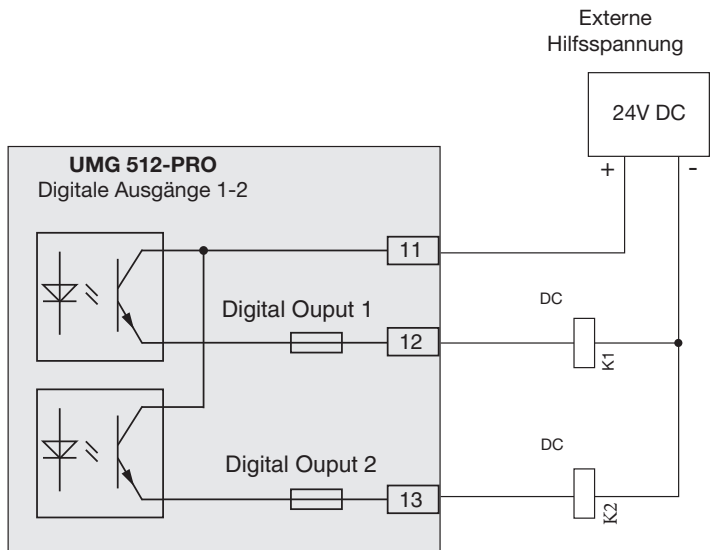 Externe
Hilfsspannung
24V DC
+ -
UMG 512-PRO
Digitale Ausgänge 1-2
11
DC
Digital Ouput 1
12
K1
DC
Digital Ouput 2
13
K2